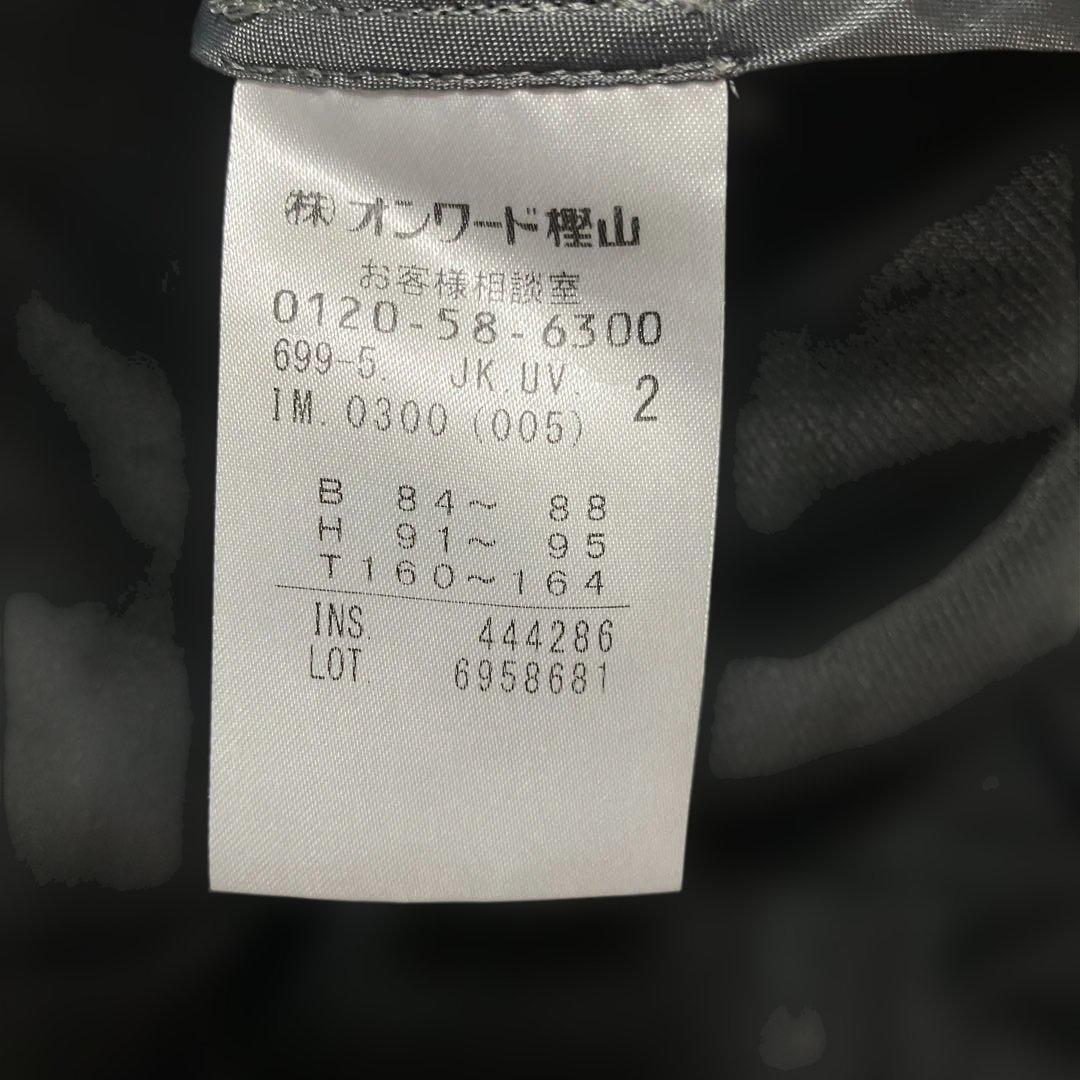 ㈱オンワード樫山
お客様相談室
0120-58-6300
699-5. JK.UV. 2
IM. 0300 (005)
B 84～ 88
H 91～ 95
T160～164
INS. 444286
LOT. 6958681